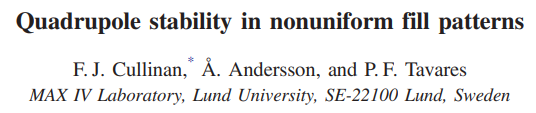 Quadrupole stability in nonuniform fill patterns
F. J. Cullinan,* Å. Andersson, and P. F. Tavares
MAX IV Laboratory, Lund University, SE-22100 Lund, Sweden